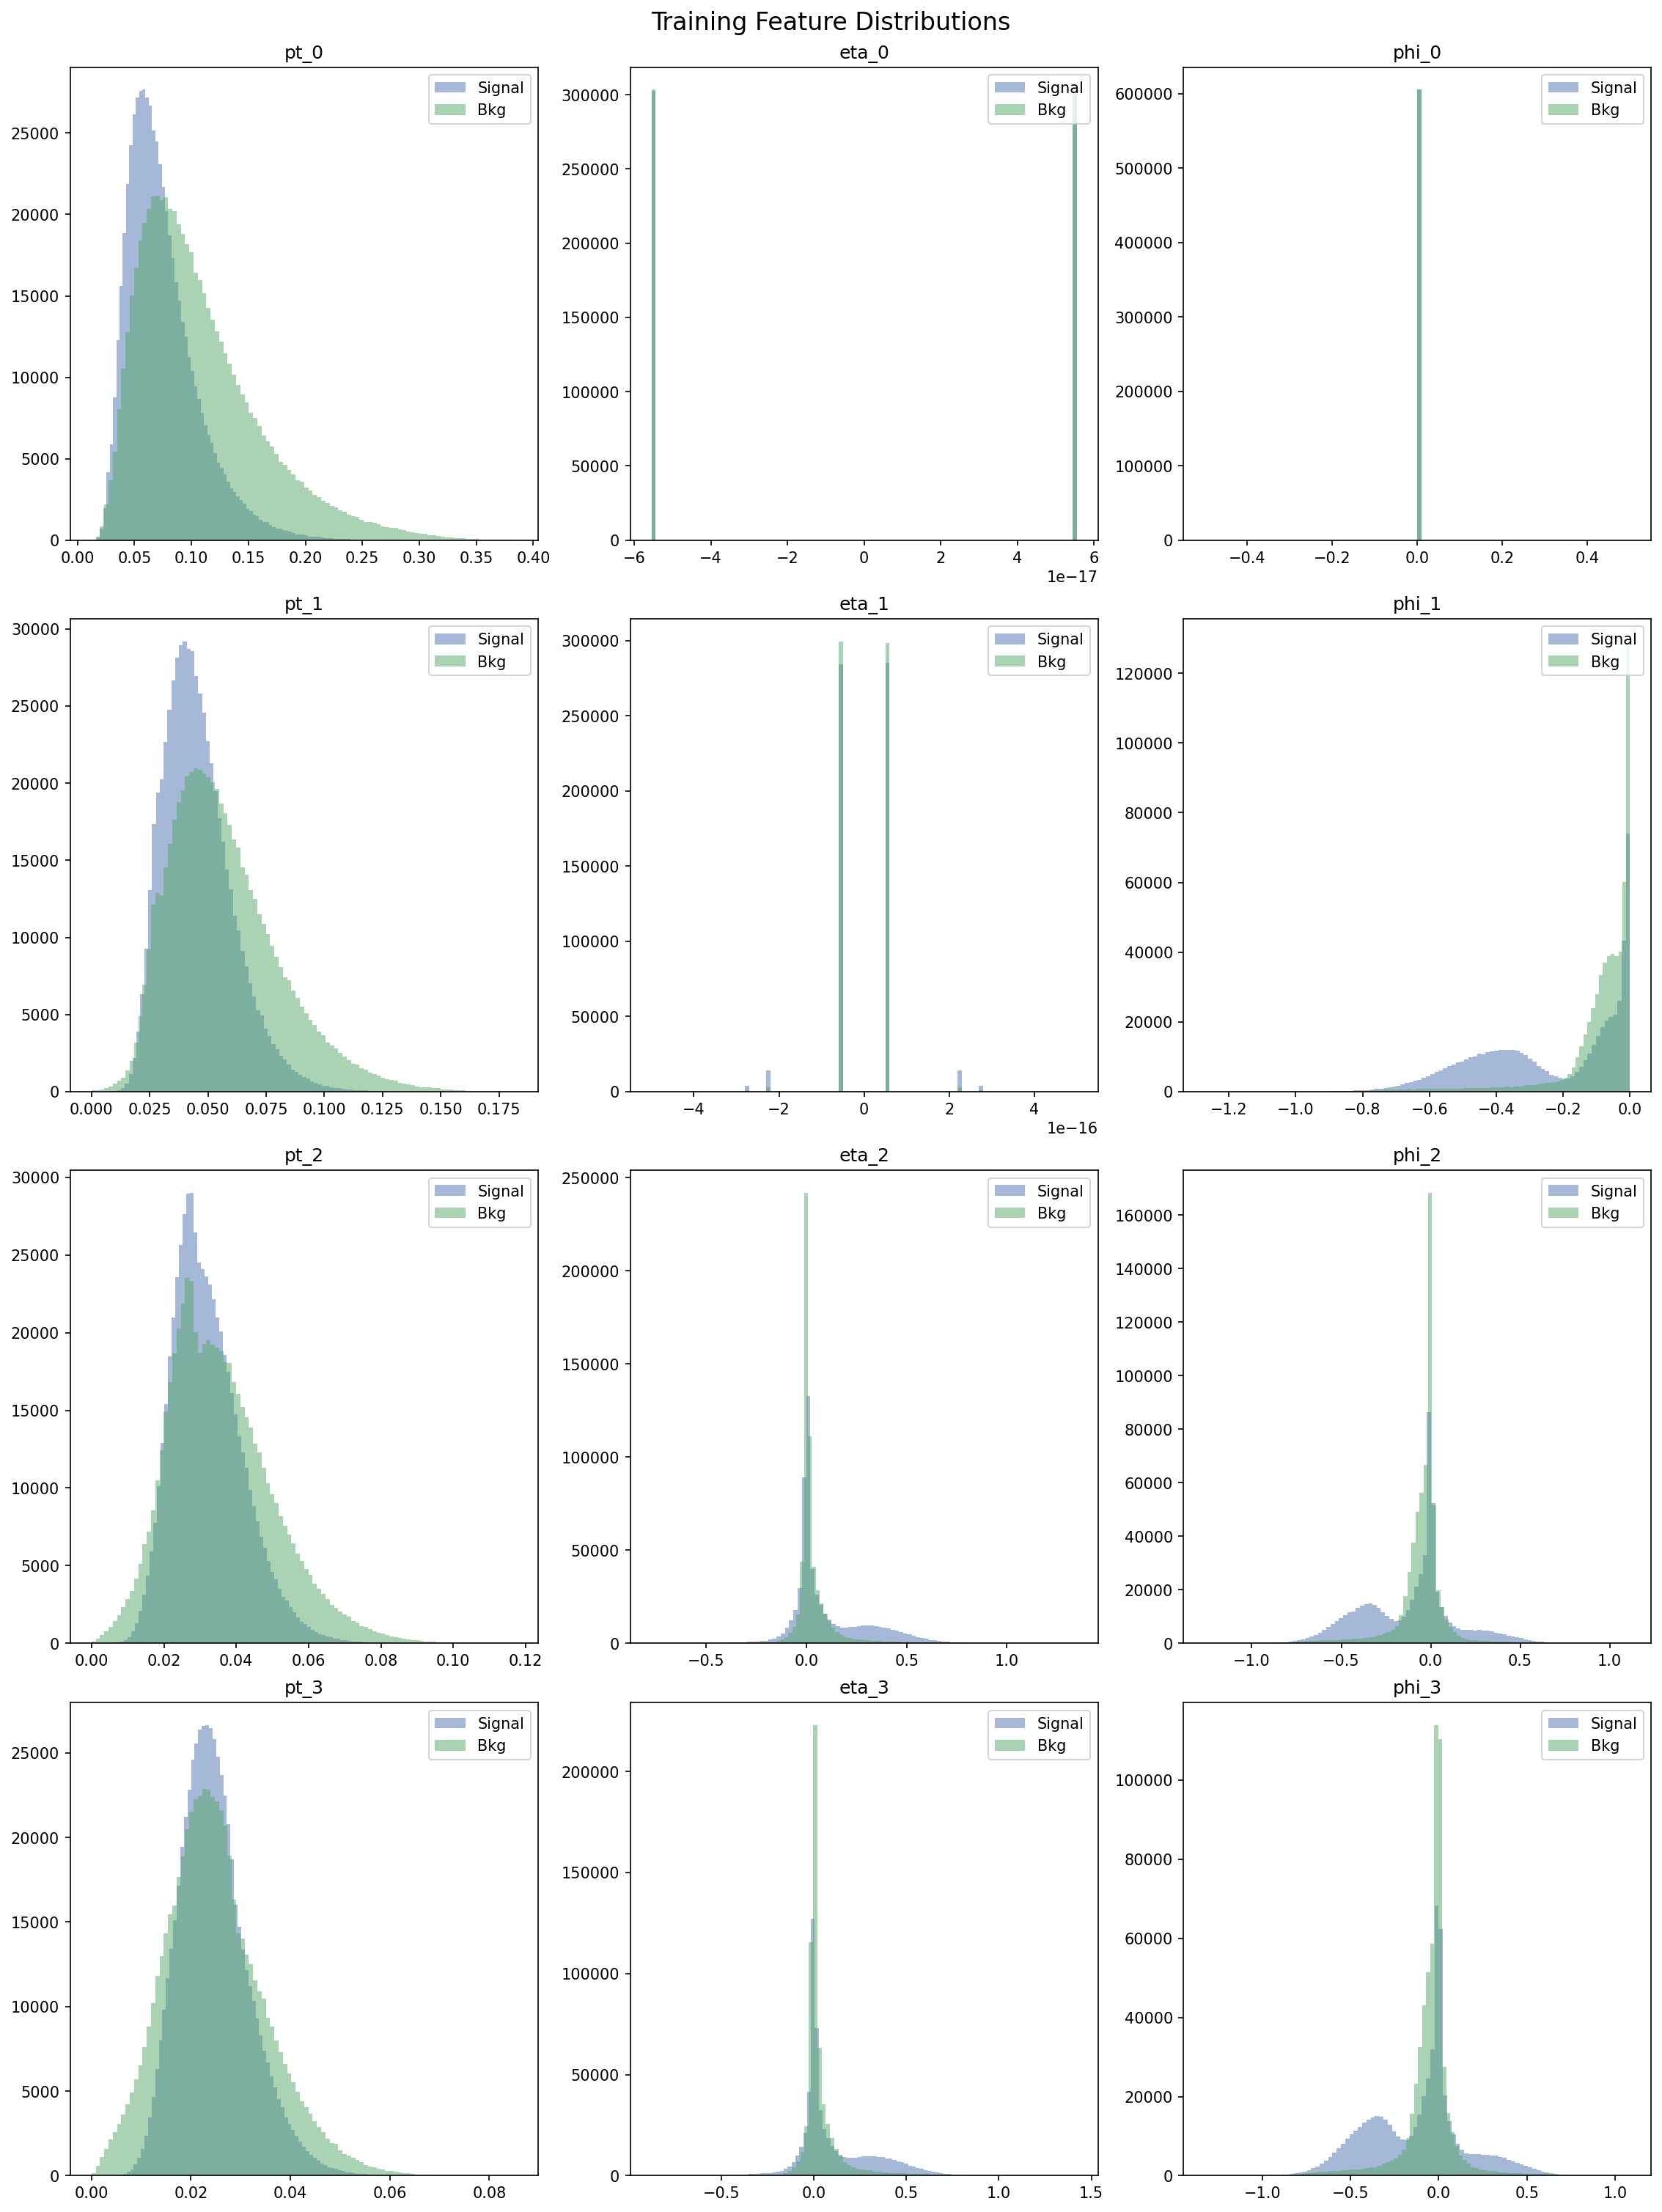 Training Feature Distributions
pt_0
Signal
Bkg
25000
20000
15000
10000
5000
0
0.00 0.05 0.10 0.15 0.20 0.25 0.30 0.35 0.40
eta_0
Signal
Bkg
300000
250000
200000
150000
100000
50000
0
−6 −4 −2 0 2 4 6
1e−17
phi_0
Signal
Bkg
600000
500000
400000
300000
200000
100000
0
−0.4 −0.2 0.0 0.2 0.4
pt_1
Signal
Bkg
30000
25000
20000
15000
10000
5000
0
0.000 0.025 0.050 0.075 0.100 0.125 0.150 0.175
eta_1
Signal
Bkg
300000
250000
200000
150000
100000
50000
0
−4 −2 0 2 4
1e−16
phi_1
Signal
Bkg
120000
100000
80000
60000
40000
20000
0
−1.2 −1.0 −0.8 −0.6 −0.4 −0.2 0.0
pt_2
Signal
Bkg
30000
25000
20000
15000
10000
5000
0
0.00 0.02 0.04 0.06 0.08 0.10 0.12
eta_2
Signal
Bkg
250000
200000
150000
100000
50000
0
−0.5 0.0 0.5 1.0
phi_2
Signal
Bkg
160000
140000
120000
100000
80000
60000
40000
20000
0
−1.0 −0.5 0.0 0.5 1.0
pt_3
Signal
Bkg
25000
20000
15000
10000
5000
0
0.00 0.02 0.04 0.06 0.08
eta_3
Signal
Bkg
200000
150000
100000
50000
0
−0.5 0.0 0.5 1.0 1.5
phi_3
Signal
Bkg
100000
80000
60000
40000
20000
0
−1.0 −0.5 0.0 0.5 1.0